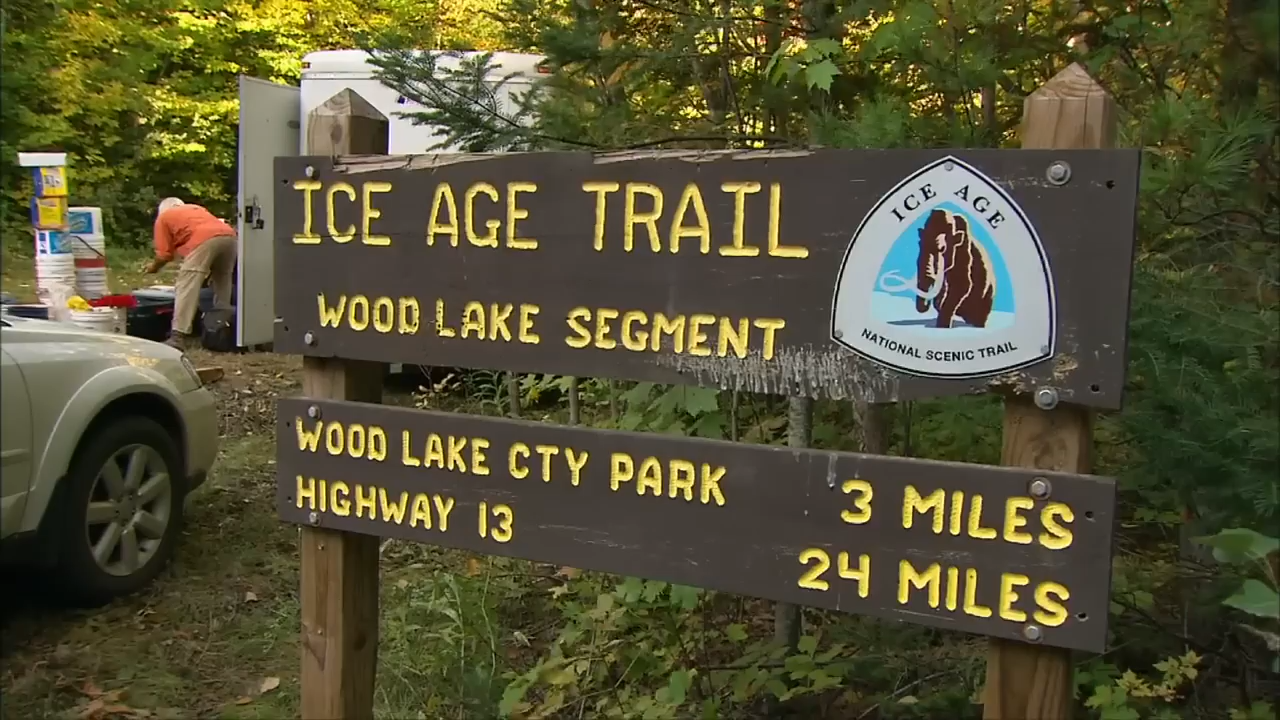 ICE AGE TRAIL
WOOD LAKE SEGMENT
ICE AGE
NATIONAL SCENIC TRAIL
WOOD LAKE CTY PARK 3 MILES
HIGHWAY 13 24 MILES